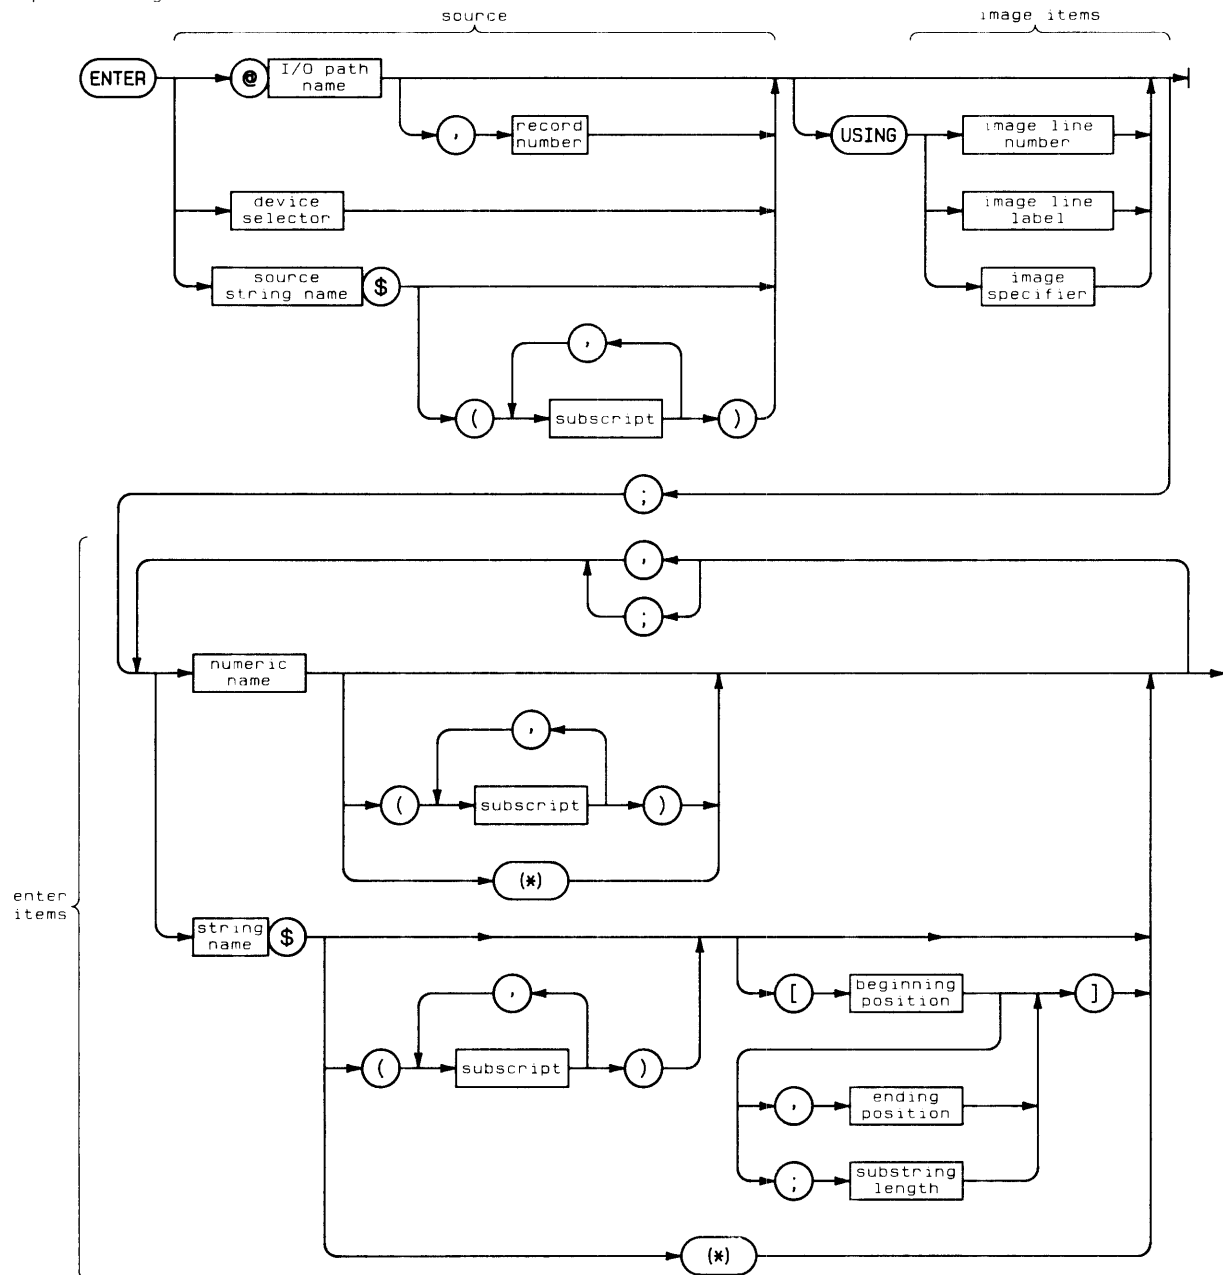 source
image items
ENTER
@
I/O path
name
,
record
number
USING
image line
number
device
selector
image line
label
source
string name
$
image
specifier
,
(
subscript
)
;
,
;
numeric
name
,
(
subscript
)
(*)
enter
items
string
name
$
,
[
beginning
position
]
(
subscript
)
,
ending
position
;
substring
length
(*)